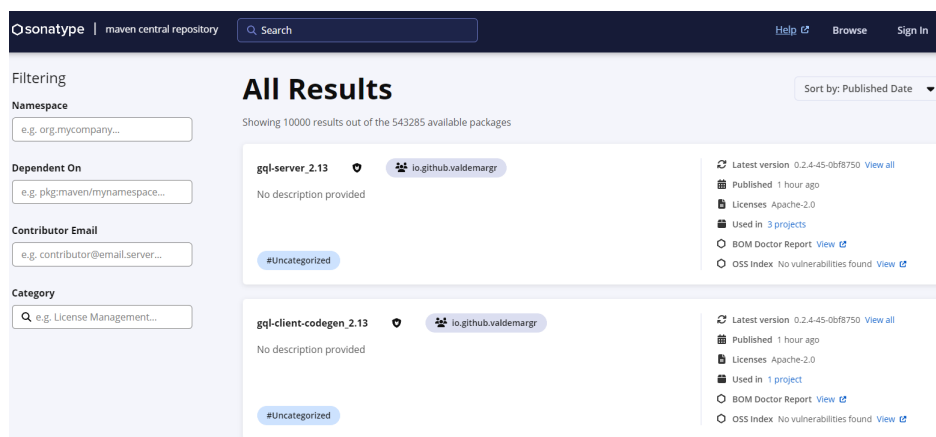 sonatype | maven central repository Search Help Browse Sign In
Filtering
Namespace
e.g. org.mycompany...
Dependent On
e.g. pkg:maven/mynamespace...
Contributor Email
e.g. contributor@email.server...
Category
e.g. License Management...
All Results
Sort by: Published Date
Showing 10000 results out of the 543285 available packages
gql-server_2.13 io.github.valdemargr
No description provided
#Uncategorized
Latest version 0.2.4-45-0bf8750 View all
Published 1 hour ago
Licenses Apache-2.0
Used in 3 projects
BOM Doctor Report View
OSS Index No vulnerabilities found View
gql-client-codegen_2.13 io.github.valdemargr
No description provided
#Uncategorized
Latest version 0.2.4-45-0bf8750 View all
Published 1 hour ago
Licenses Apache-2.0
Used in 1 project
BOM Doctor Report View
OSS Index No vulnerabilities found View